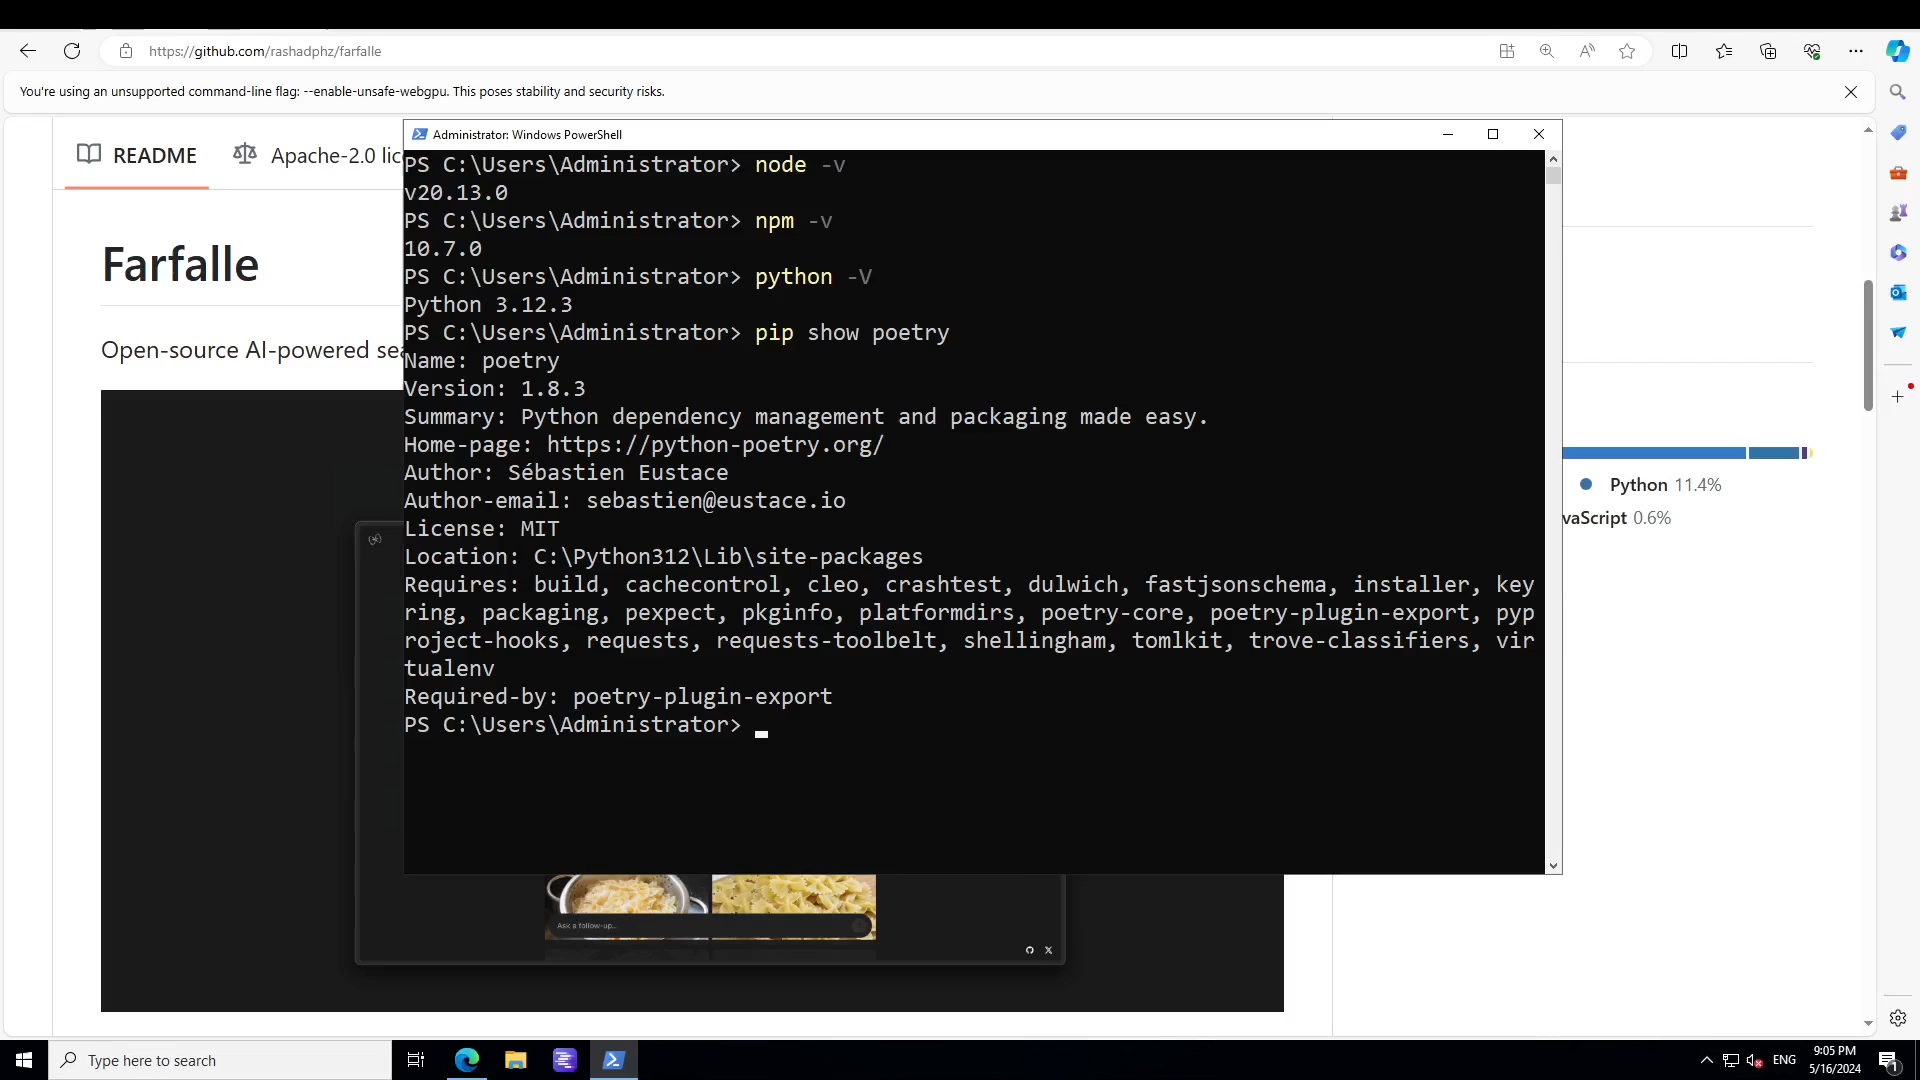 https://github.com/rashadphz/farfalle
You're using an unsupported command-line flag: --enable-unsafe-webgpu. This poses stability and security risks.
README
Apache-2.0 lic
Farfalle
Open-source AI-powered sea
Administrator: Windows PowerShell
PS C:\Users\Administrator> node -v
v20.13.0
PS C:\Users\Administrator> npm -v
10.7.0
PS C:\Users\Administrator> python -V
Python 3.12.3
PS C:\Users\Administrator> pip show poetry
Name: poetry
Version: 1.8.3
Summary: Python dependency management and packaging made easy.
Home-page: https://python-poetry.org/
Author: Sébastien Eustace
Author-email: sebastien@eustace.io
License: MIT
Location: C:\Python312\Lib\site-packages
Requires: build, cachecontrol, cleo, crashtest, dulwich, fastjsonschema, installer, key
ring, packaging, pexpect, pkginfo, platformdirs, poetry-core, poetry-plugin-export, pyp
roject-hooks, requests, requests-toolbelt, shellingham, tomlkit, trove-classifiers, vir
tualenv
Required-by: poetry-plugin-export
PS C:\Users\Administrator>
Python 11.4%
vaScript 0.6%
Ask a follow-up...
Type here to search
ENG
9:05 PM
5/16/2024
1